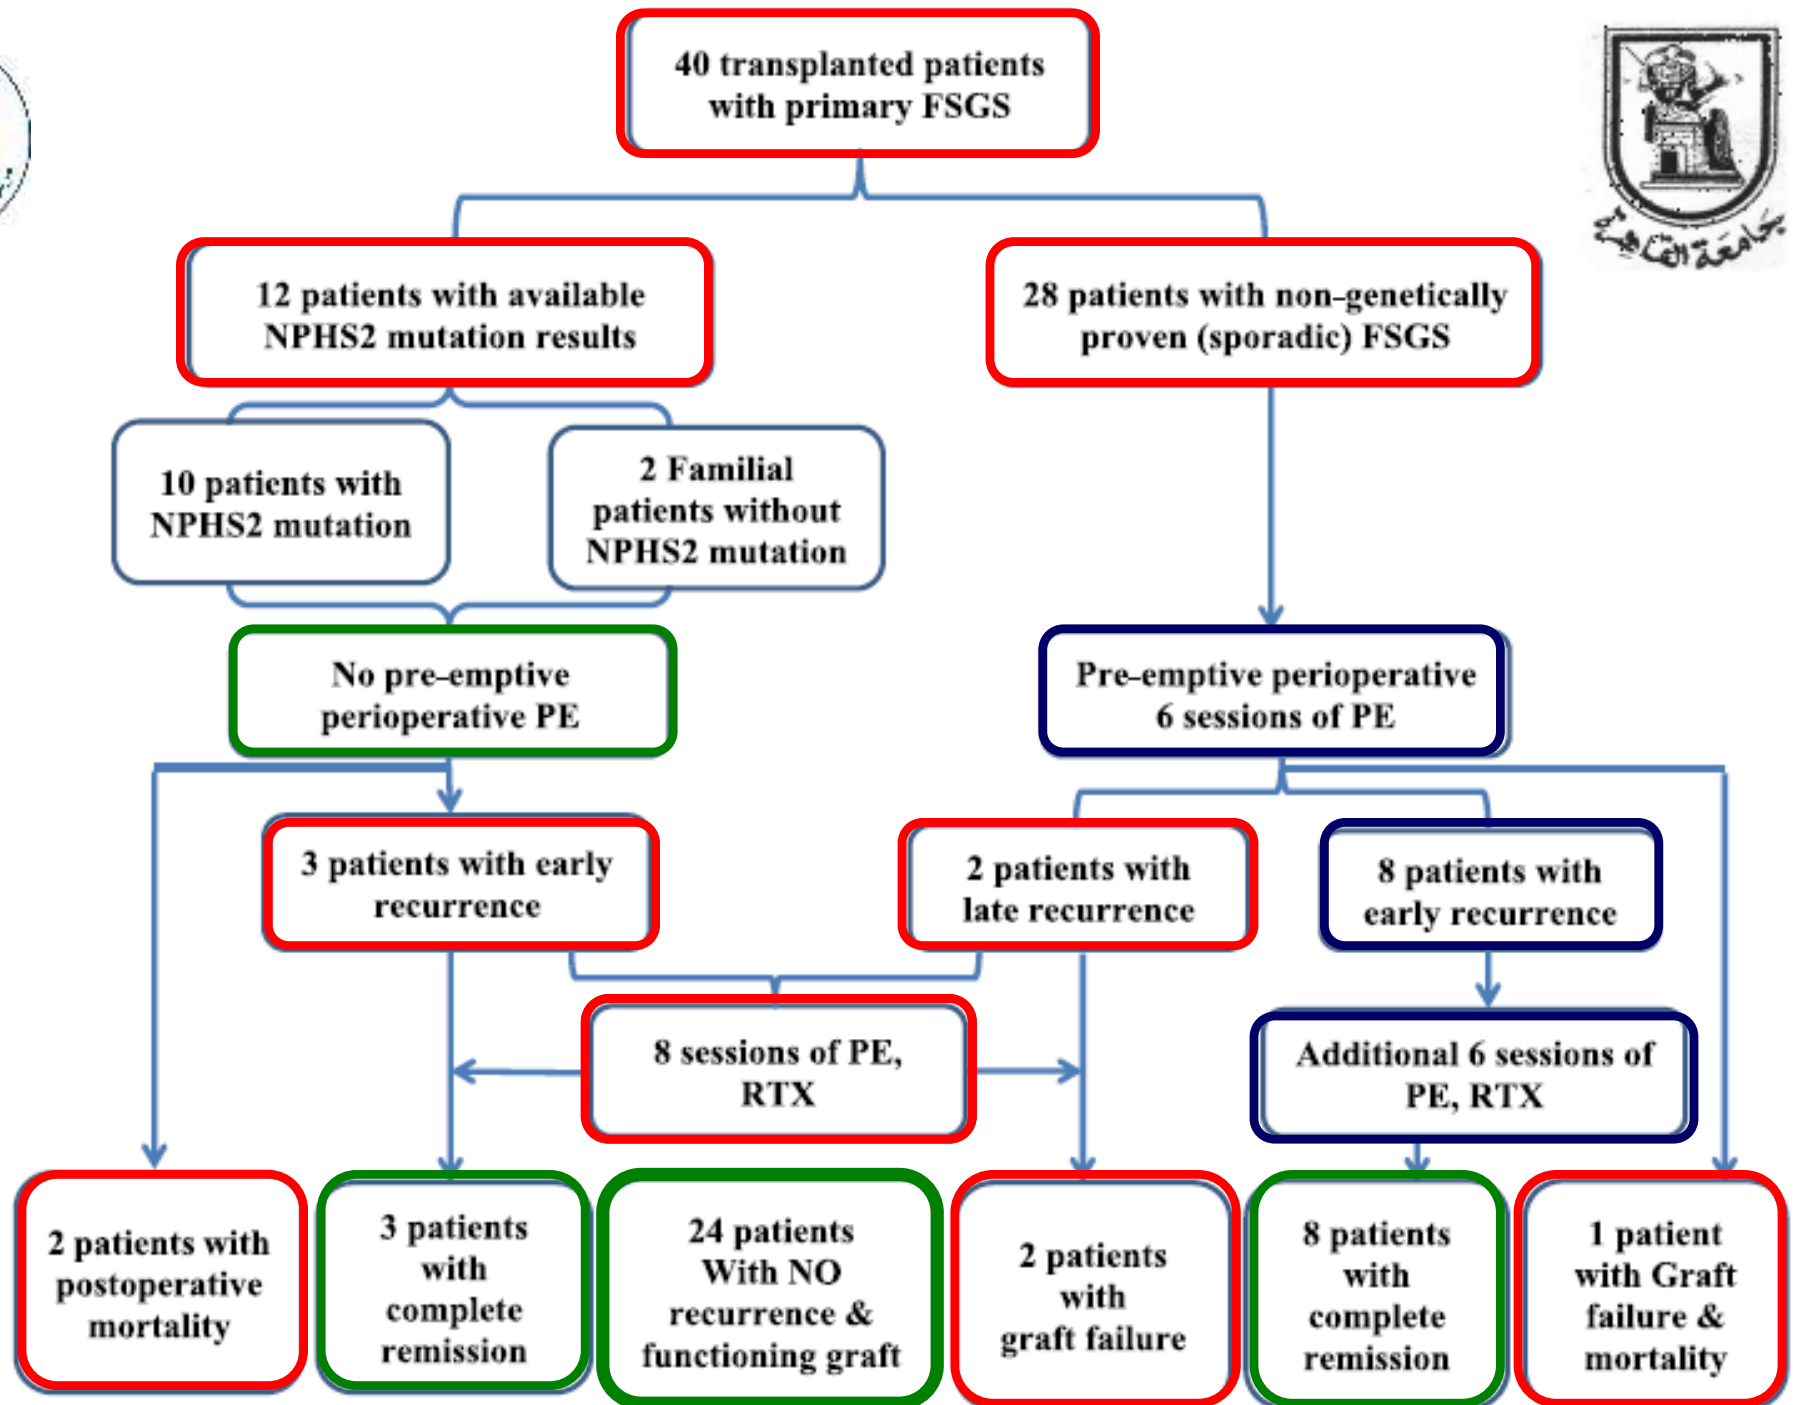 40 transplanted patients
with primary FSGS
جامعة القاهرة
12 patients with available
NPHS2 mutation results
28 patients with non-genetically
proven (sporadic) FSGS
10 patients with
NPHS2 mutation
2 Familial
patients without
NPHS2 mutation
No pre-emptive
perioperative PE
Pre-emptive perioperative
6 sessions of PE
3 patients with early
recurrence
2 patients with
late recurrence
8 patients with
early recurrence
8 sessions of PE,
RTX
Additional 6 sessions of
PE, RTX
2 patients with
postoperative
mortality
3 patients
with
complete
remission
24 patients
With NO
recurrence &
functioning graft
2 patients
with
graft failure
8 patients
with
complete
remission
1 patient
with Graft
failure &
mortality